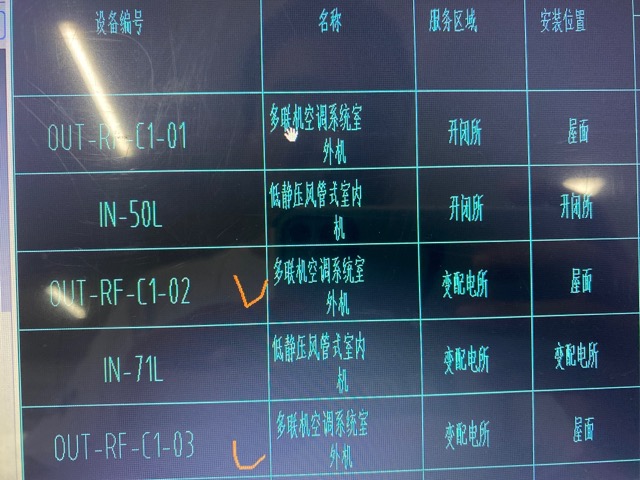 设备编号 名称 服务区域 安装位置
OUT-RF-C1-01 多联机空调系统室外机 开闭所 屋面
IN-50L 低静压风管式室内机 开闭所 开闭所
OUT-RF-C1-02 多联机空调系统室外机 变配电所 屋面
IN-71L 低静压风管式室内机 变配电所 变配电所
OUT-RF-C1-03 多联机空调系统室外机 变配电所 屋面